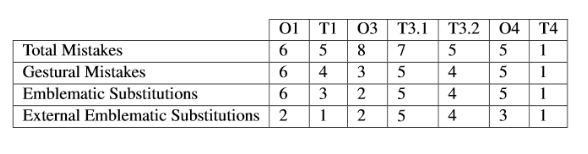 O1 T1 O3 T3.1 T3.2 O4 T4
Total Mistakes 6 5 8 7 5 5 1
Gestural Mistakes 6 4 3 5 4 5 1
Emblematic Substitutions 6 3 2 5 4 5 1
External Emblematic Substitutions 2 1 2 5 4 3 1